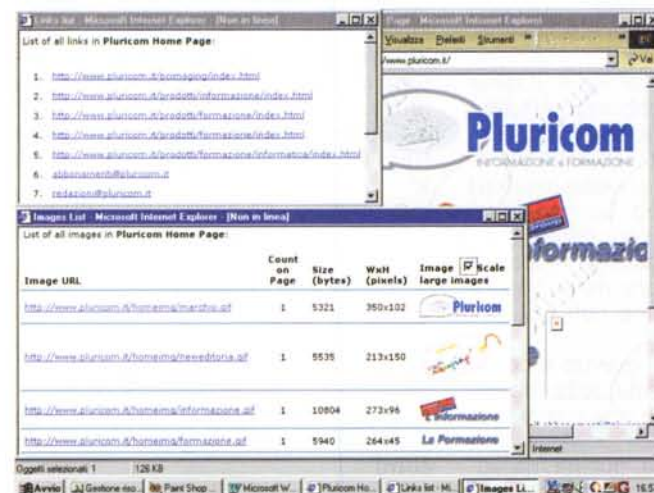 Links list - Microsoft Internet Explorer - [Non in linea]
List of all links in Pluricom Home Page:
1. http://www.pluricom.it/pcimaging/index.html
2. http://www.pluricom.it/prodotti/informazione/index.html
3. http://www.pluricom.it/prodotti/formazione/index.html
4. http://www.pluricom.it/prodotti/formazione/index.html
5. http://www.pluricom.it/prodotti/formazione/informatica/index.html
6. abbonamenti@pluricom.it
7. redazioni@pluricom.it
Page - Microsoft Internet Explorer
Visualizza Preferiti Strumenti
/www.pluricom.it/
Vai
Pluricom
INFORMAZIONE e FORMAZIONE
formazio
Images List - Microsoft Internet Explorer - [Non in linea]
List of all images in Pluricom Home Page:
Image URL
Count on Page
Size (bytes)
WxH (pixels)
Image Scale large images
http://www.pluricom.it/homeimg/marchio.gif 1 5321 350x102 Pluricom
http://www.pluricom.it/homeimg/neweditoria.gif 1 5535 213x150
http://www.pluricom.it/homeimg/informazione.gif 1 10804 273x96 L'Informazione
http://www.pluricom.it/homeimg/formazione.gif 1 5940 264x45 La Formazione
Internet
Oggetti selezionati: 1 126 KB
Avvio Gestione riso... Paint Shop ... Microsoft W... Pluricom Ho... Links list - Mi... Images Li... 16.5